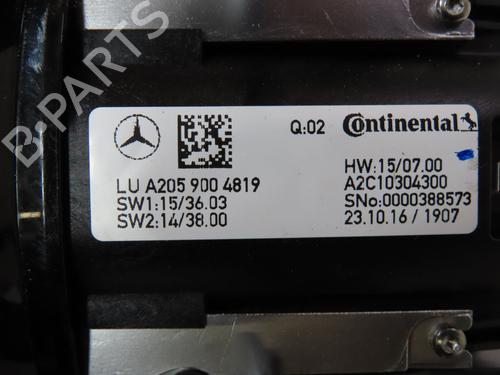 B-PARTS
Q:02
Continental
LU A205 900 4819
SW1:15/36.03
SW2:14/38.00
HW:15/07.00
A2C10304300
SNo:0000388573
23.10.16 / 1907